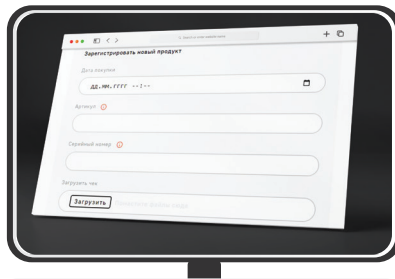 Зарегистрировать новый продукт
Дата покупки
ДД.ММ.ГГГГ --:--
Артикул
Серийный номер
Загрузить чек
Загрузить